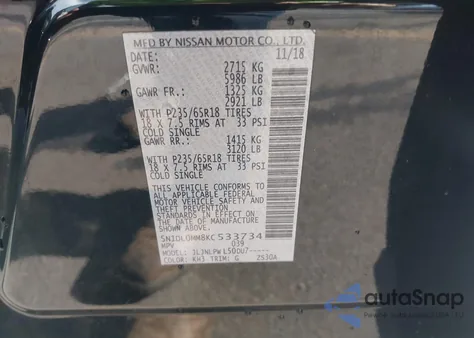 MFD BY NISSAN MOTOR CO., LTD.
DATE: 11/18
GVWR: 2715 KG
5986 LB
GAWR FR.: 1325 KG
2921 LB
WITH P235/65R18 TIRES
18 X 7.5 RIMS AT 33 PSI
COLD SINGLE
GAWR RR.: 1415 KG
3120 LB
WITH P235/65R18 TIRES
18 X 7.5 RIMS AT 33 PSI
COLD SINGLE
THIS VEHICLE CONFORMS TO ALL
APPLICABLE U.S. FEDERAL
MOTOR VEHICLE SAFETY AND
THEFT PREVENTION
STANDARDS IN EFFECT ON
THE DATE OF MANUFACTURE
SHOWN ABOVE.
533734
MPV 039
MODEL:
COLOR: KH3 TRIM: G
autoSnap